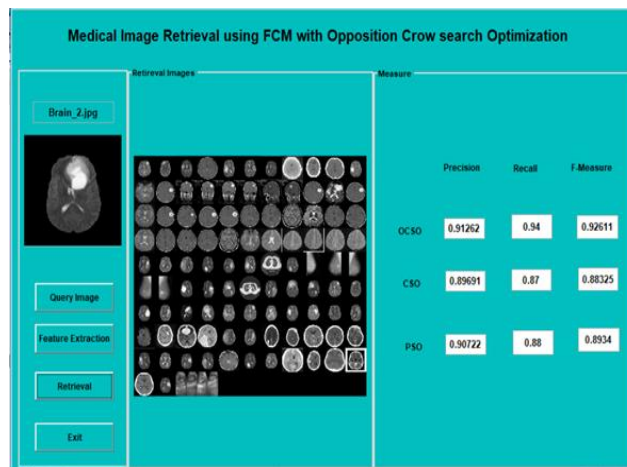 Medical Image Retrieval using FCM with Opposition Crow search Optimization
Brain_2.jpg
Query Image
Feature Extraction
Retrieval
Exit
Retireval Images
Measure
Precision Recall F-Measure
OCSO 0.91262 0.94 0.92611
CSO 0.89691 0.87 0.88325
PSO 0.90722 0.88 0.8934